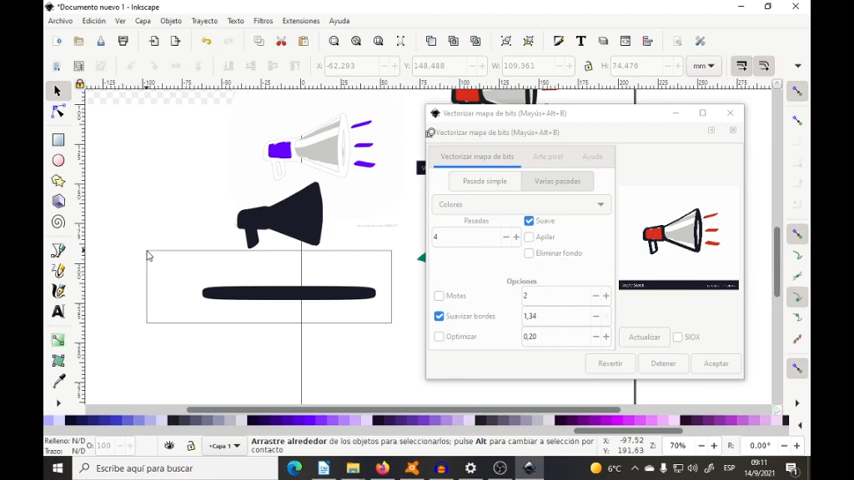 *Documento nuevo 1 - Inkscape
Archivo Edición Ver Capa Objeto Trayecto Texto Filtros Extensiones Ayuda
X: -62,293 Y: 148,488 W: 109,361 H: 74,476 mm
Vectorizar mapa de bits (Mayús+Alt+B)
Vectorizar mapa de bits (Mayús+Alt+B)
Vectorizar mapa de bits Arte pixel Ayuda
Pasada simple Varias pasadas
Colores
Pasadas Suave
4 Apilar
Eliminar fondo
Opciones
Motas 2
Suavizar bordes 1,34
Optimizar 0,20
Actualizar SIOX
Revertir Detener Aceptar
Relleno: N/D
Trazo: N/D
O: 100
Capa 1
Arrastre alrededor de los objetos para seleccionarlos; pulse Alt para cambiar a selección por
contacto
X: -97,52
Y: 191,63
Z: 70%
R: 0.00°
Escribe aquí para buscar
6°C
ESP
09:11
14/9/2021